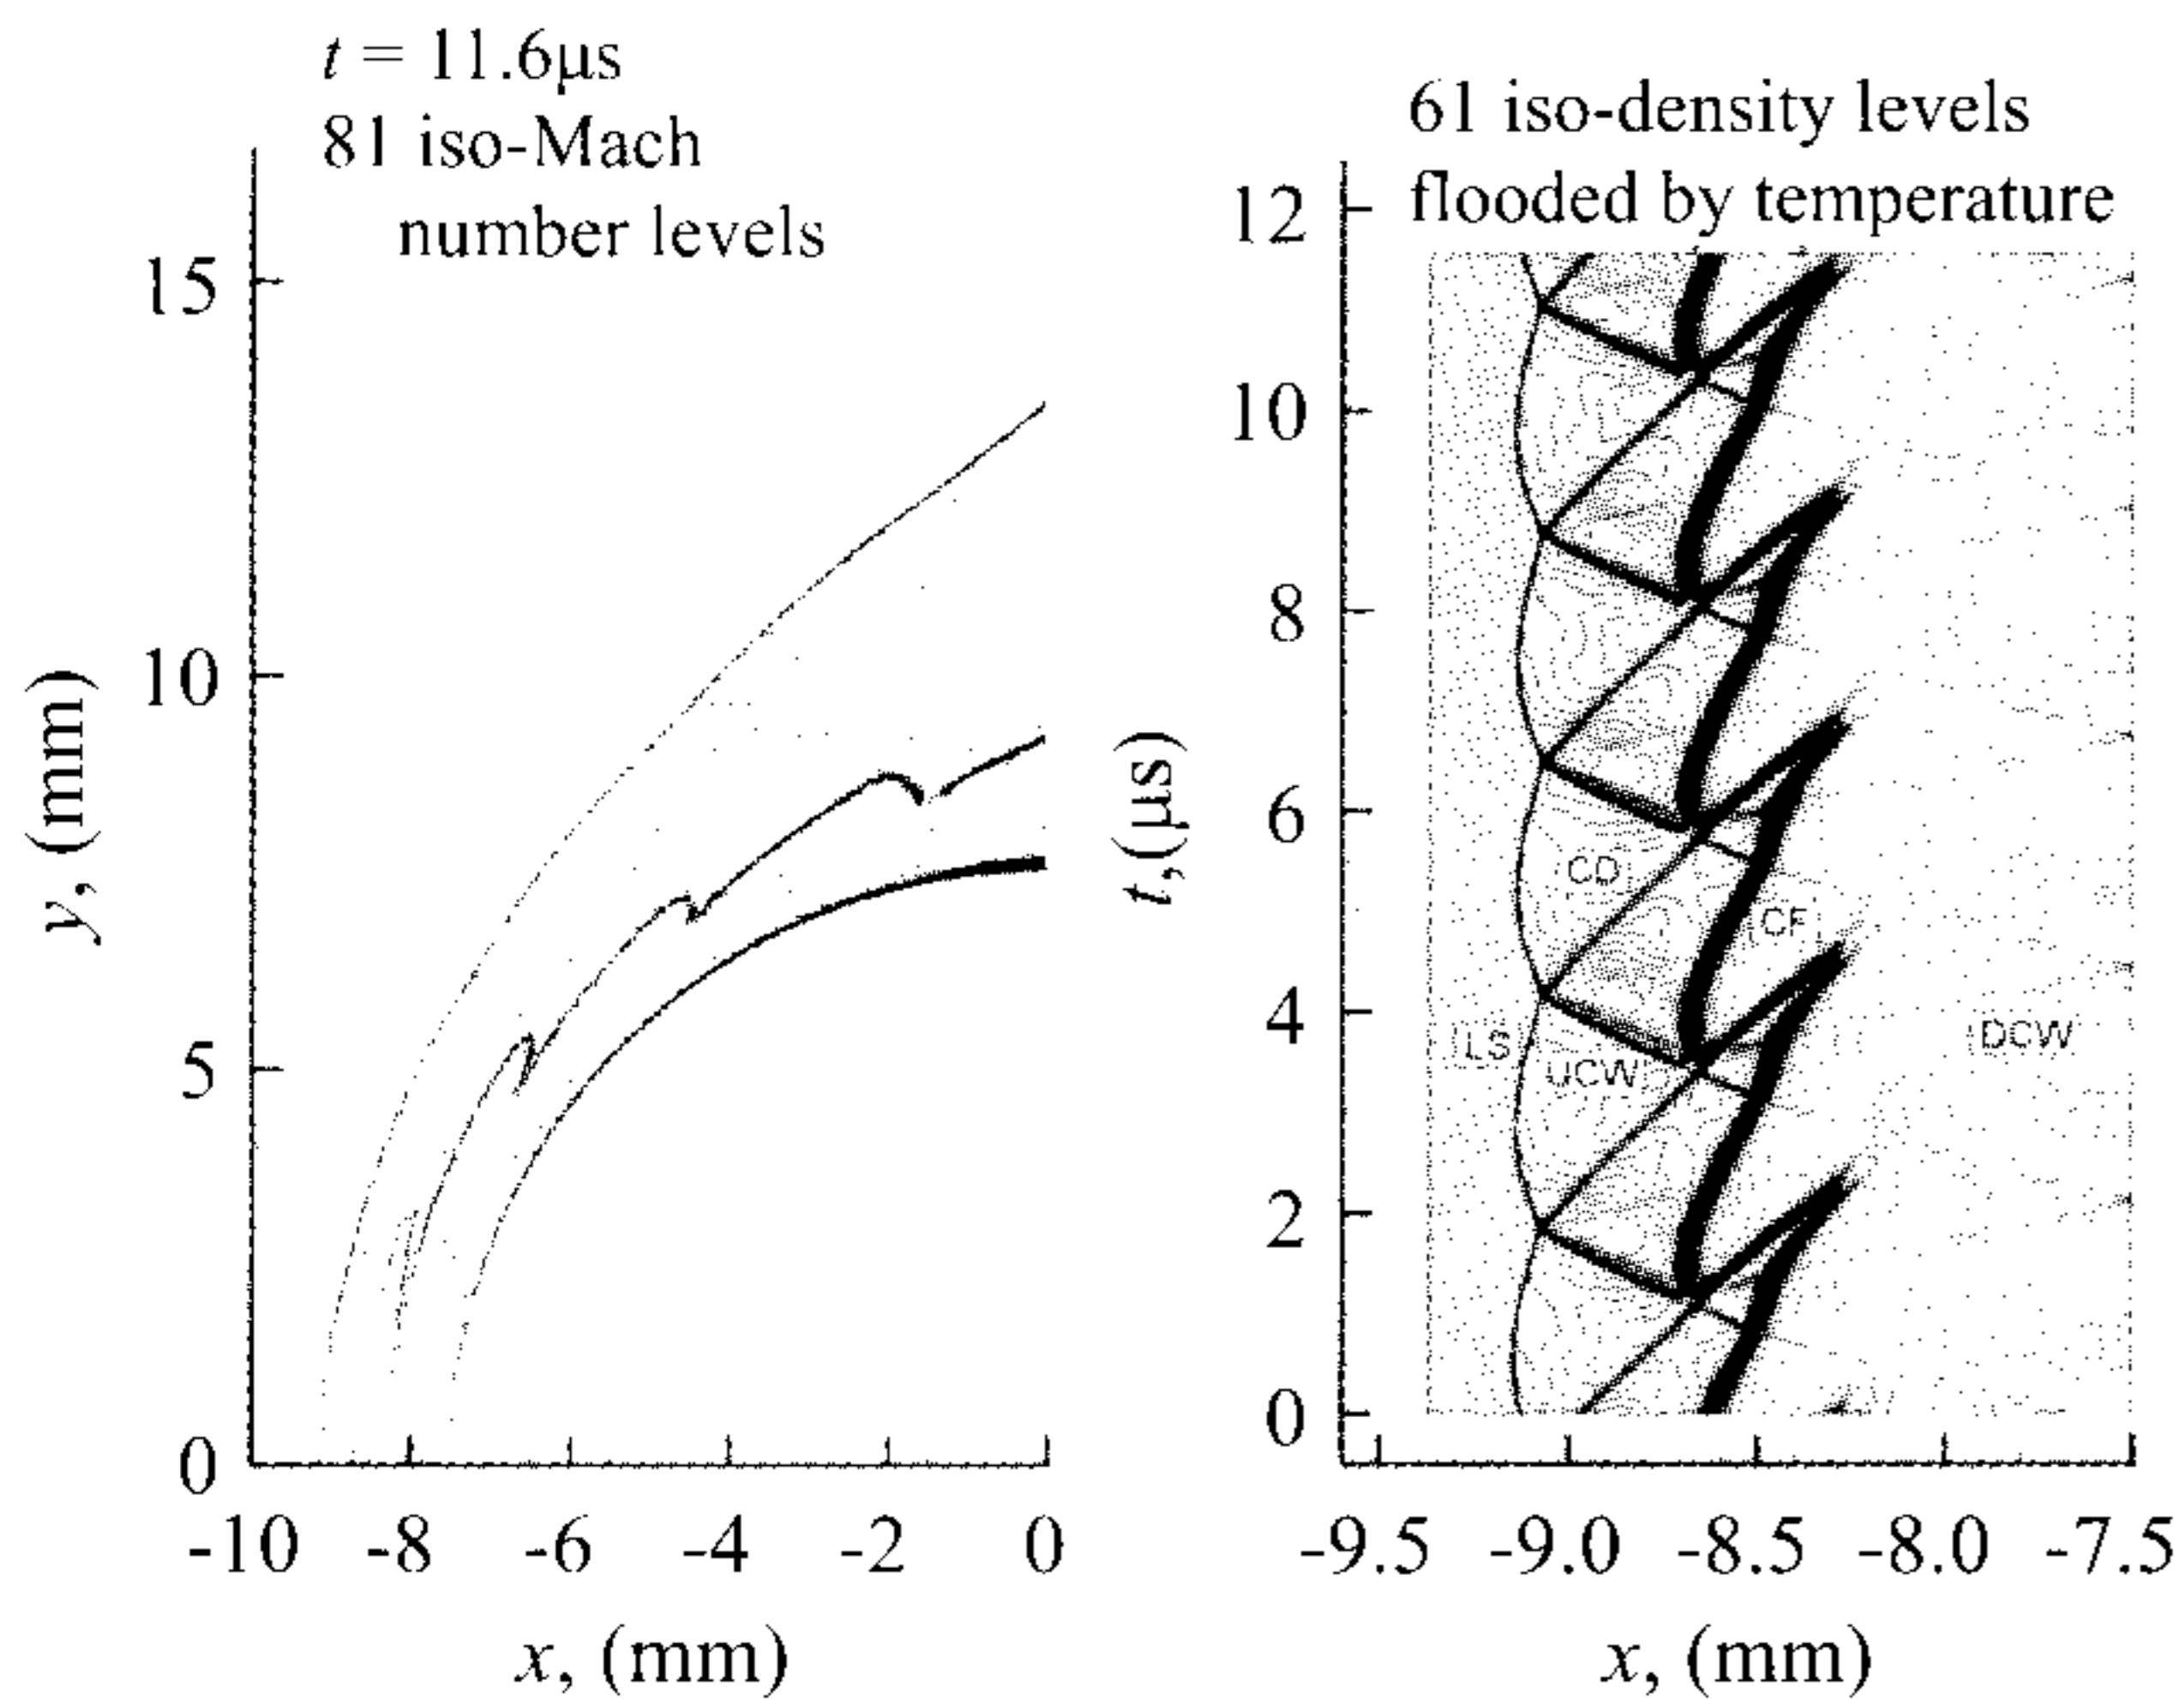 t = 11.6μs
81 iso-Mach
number levels
15
10
5
0
y, (mm)
-10 -8 -6 -4 -2 0
x, (mm)
61 iso-density levels
flooded by temperature
12
10
8
6
4
2
0
t, (μs)
CD
CF
LS
UCW
DCW
-9.5 -9.0 -8.5 -8.0 -7.5
x, (mm)